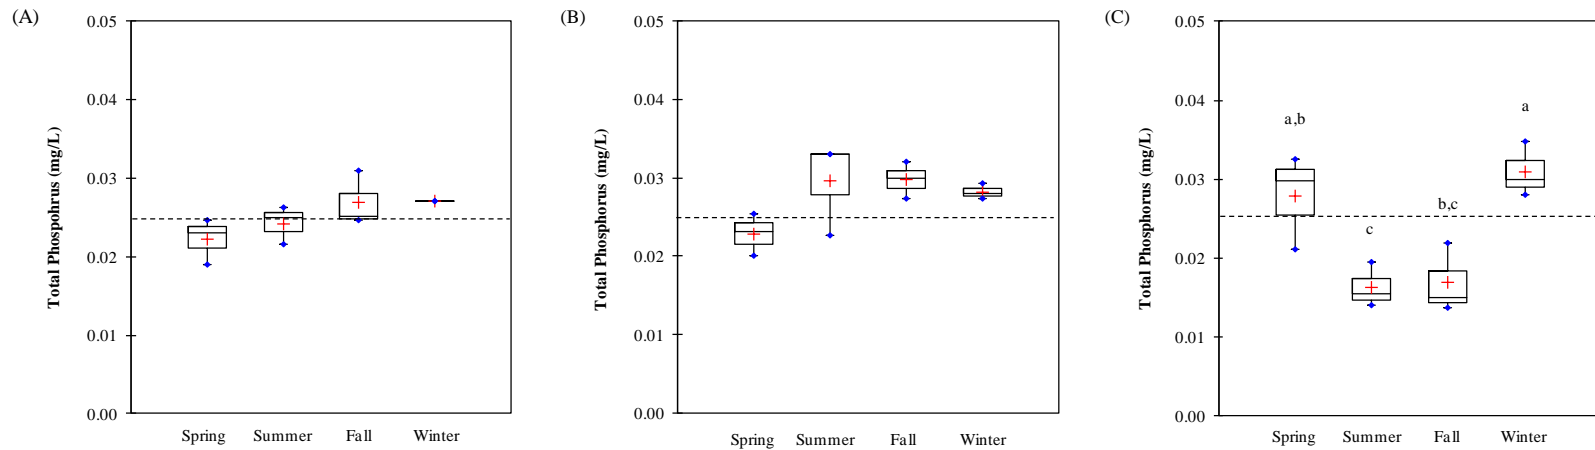 (A)
Total Phospohrus (mg/L)
0.05
0.04
0.03
0.02
0.01
0.00
Spring Summer Fall Winter
(B)
Total Phosphorus (mg/L)
0.05
0.04
0.03
0.02
0.01
0.00
Spring Summer Fall Winter
(C)
Total Phosphorus (mg/L)
0.05
0.04
0.03
0.02
0.01
0.00
a,b
c
b,c
a
Spring Summer Fall Winter